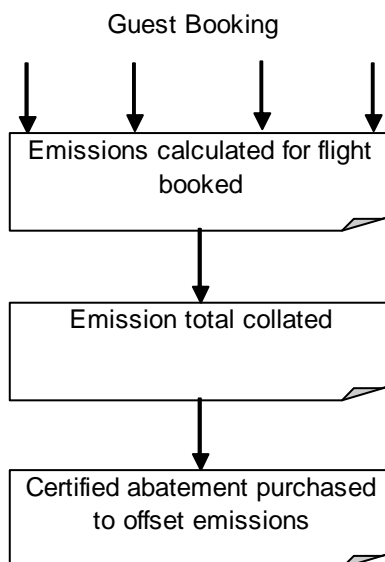 Guest Booking
Emissions calculated for flight
booked
Emission total collated
Certified abatement purchased
to offset emissions